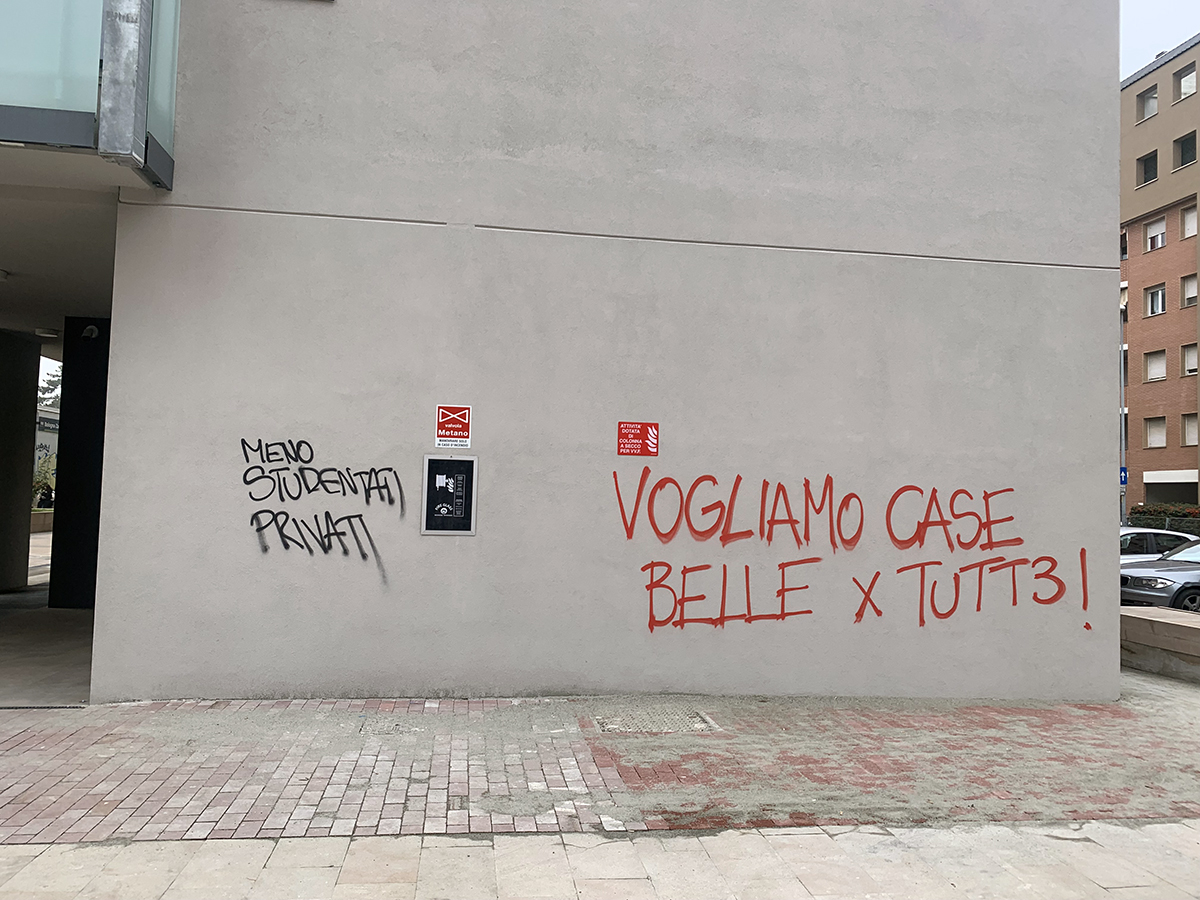 MENO
STUDENTATI
PRIVATI
valvola
Metano
MANOVRARE SOLO
IN CASO D'INCENDIO
ATTIVITA'
DOTATA
DI COLONNA
A SECCO
PER VV.F.
VOGLIAMO CASE
BELLE X TUTT3!